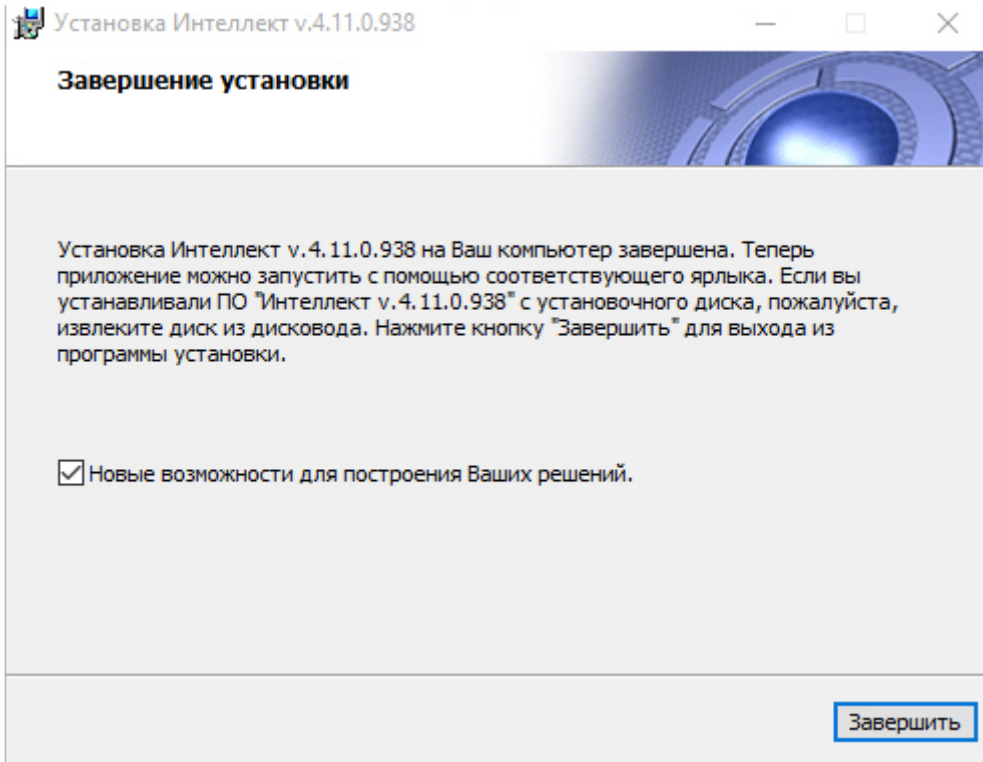 Установка Интеллект v.4.11.0.938
Завершение установки
Установка Интеллект v.4.11.0.938 на Ваш компьютер завершена. Теперь
приложение можно запустить с помощью соответствующего ярлыка. Если вы
устанавливали ПО "Интеллект v.4.11.0.938" с установочного диска, пожалуйста,
извлеките диск из дисковода. Нажмите кнопку "Завершить" для выхода из
программы установки.
Новые возможности для построения Ваших решений.
Завершить